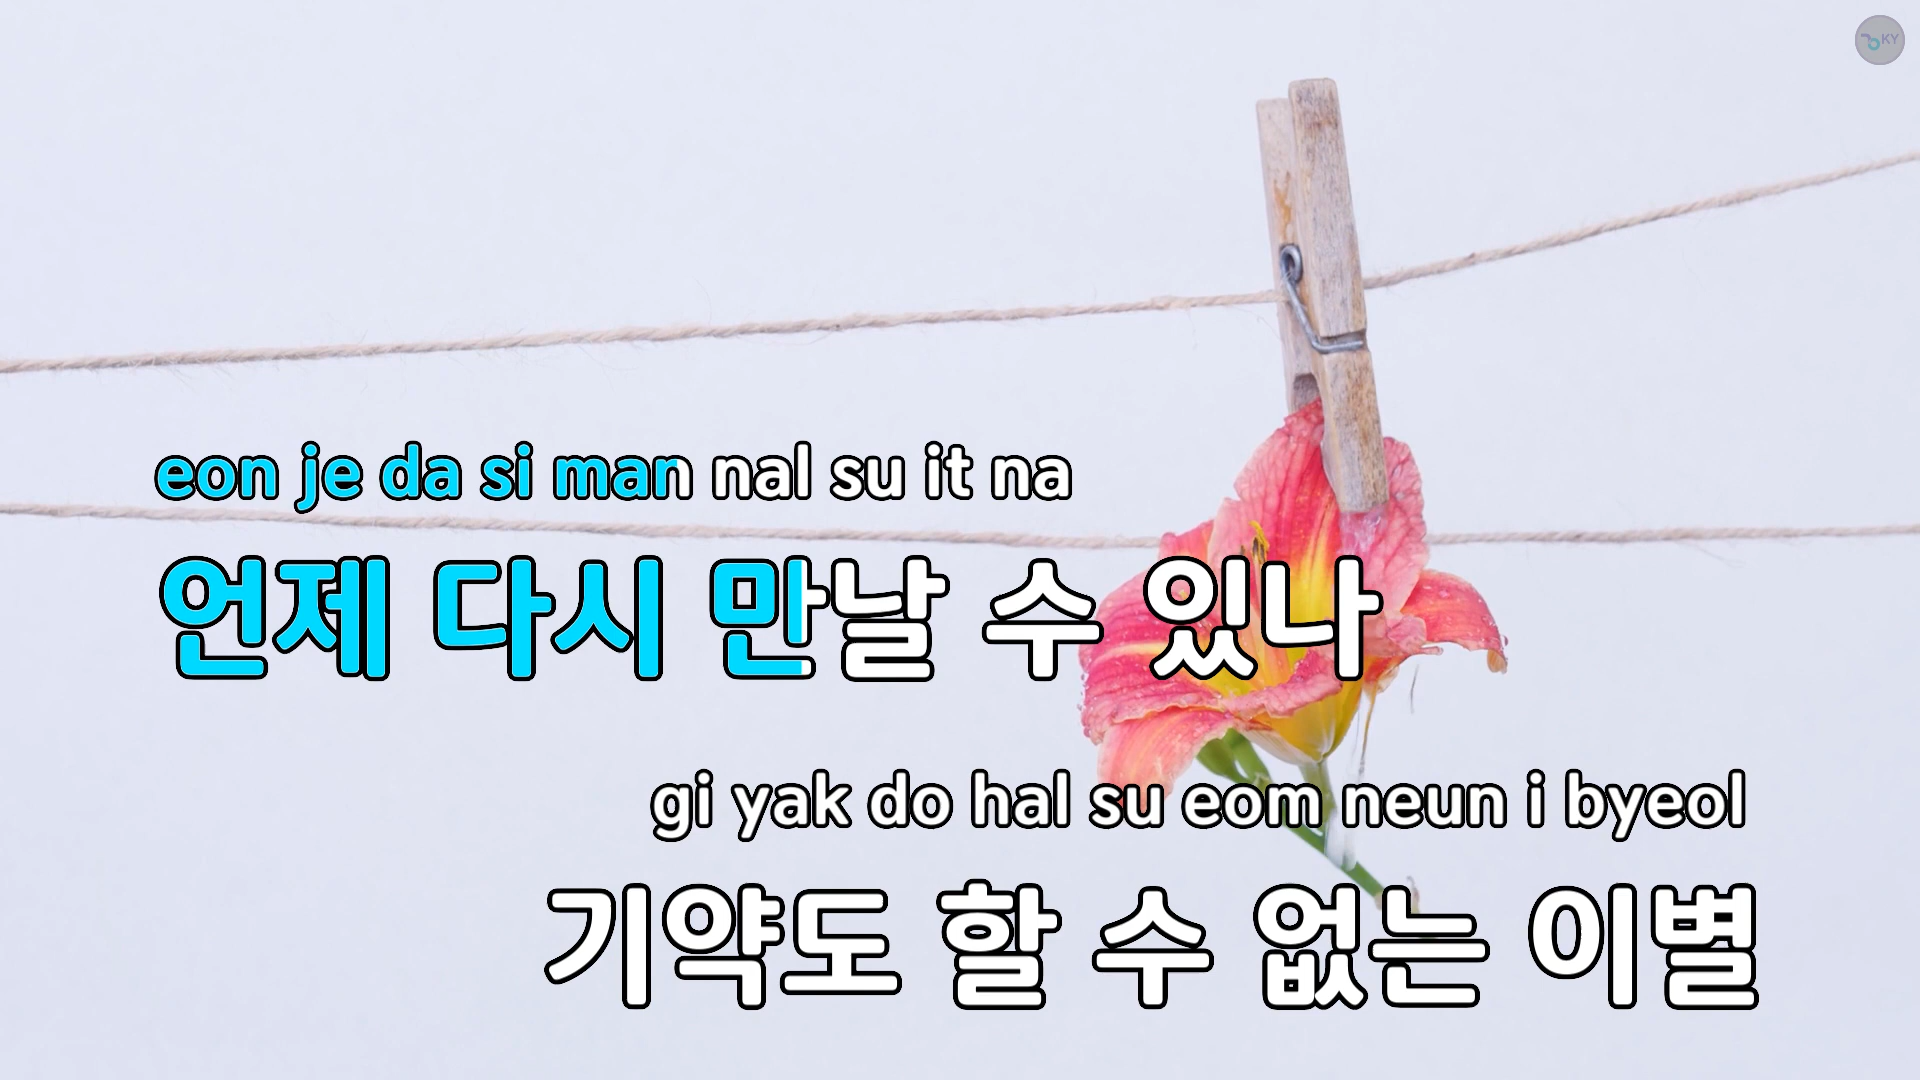 KY
eon je da si man nal su it na
언제 다시 만날 수 있나
gi yak do hal su eom neun i byeol
기약도 할 수 없는 이별